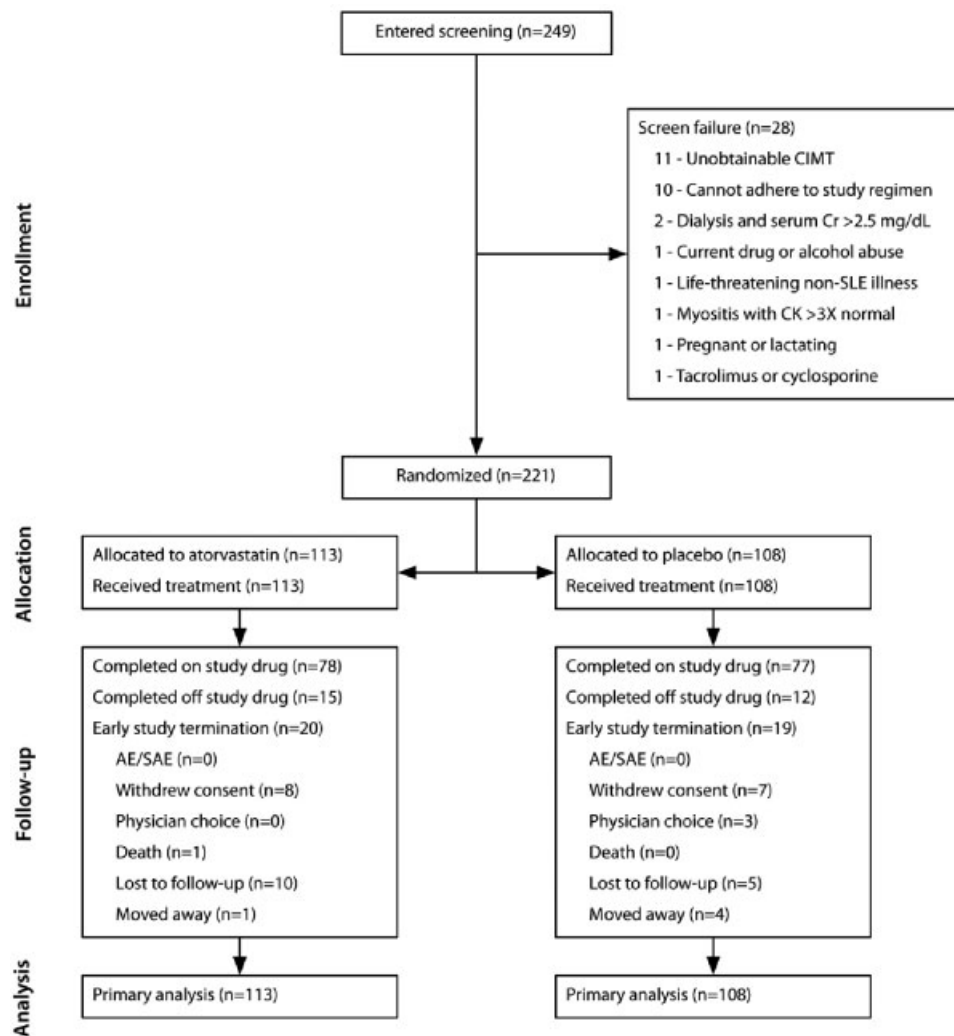 Entered screening (n=249)
Screen failure (n=28)
11 - Unobtainable CIMT
10 - Cannot adhere to study regimen
2 - Dialysis and serum Cr >2.5 mg/dL
1 - Current drug or alcohol abuse
1 - Life-threatening non-SLE illness
1 - Myositis with CK >3X normal
1 - Pregnant or lactating
1 - Tacrolimus or cyclosporine
Enrollment
Randomized (n=221)
Allocation
Allocated to atorvastatin (n=113)
Received treatment (n=113)
Allocated to placebo (n=108)
Received treatment (n=108)
Follow-up
Completed on study drug (n=78)
Completed off study drug (n=15)
Early study termination (n=20)
AE/SAE (n=0)
Withdrew consent (n=8)
Physician choice (n=0)
Death (n=1)
Lost to follow-up (n=10)
Moved away (n=1)
Completed on study drug (n=77)
Completed off study drug (n=12)
Early study termination (n=19)
AE/SAE (n=0)
Withdrew consent (n=7)
Physician choice (n=3)
Death (n=0)
Lost to follow-up (n=5)
Moved away (n=4)
Analysis
Primary analysis (n=113)
Primary analysis (n=108)